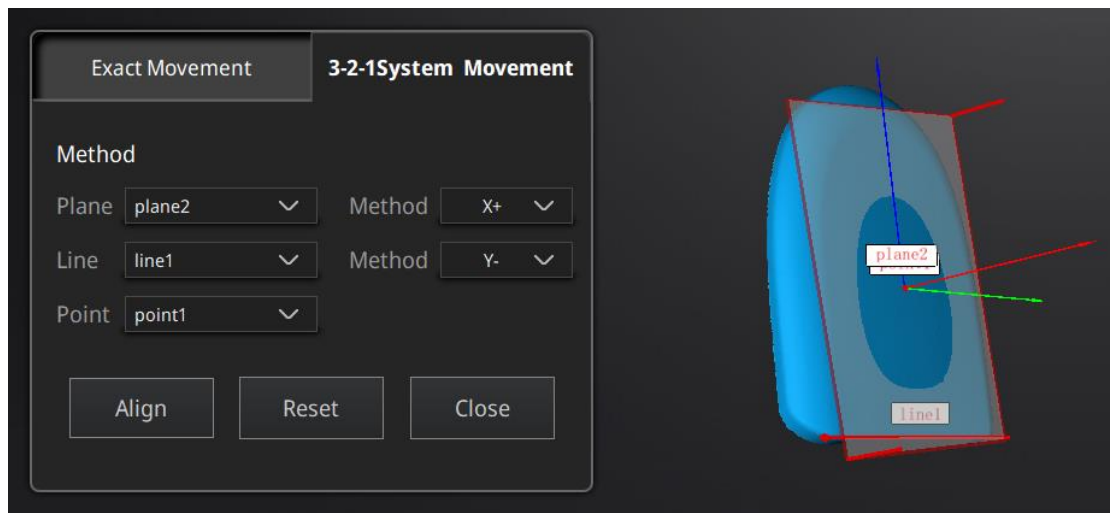 Exact Movement
3-2-1System Movement
Method
Plane plane2 Method X+
Line line1 Method Y-
Point point1
Align Reset Close
plane2
line1